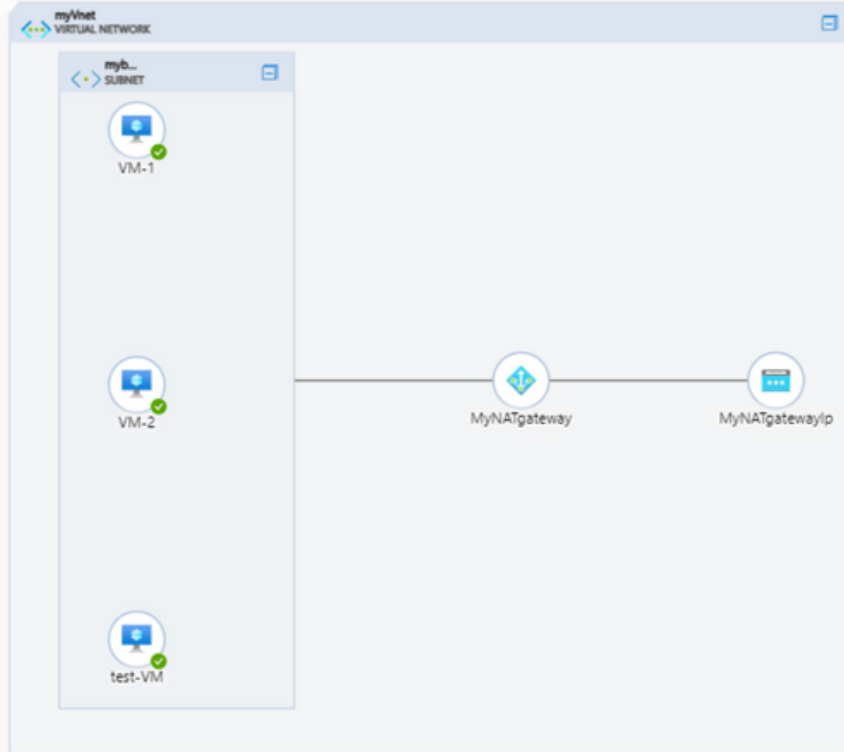 myVnet
VIRTUAL NETWORK
myb...
SUBNET
VM-1
VM-2
MyNATgateway
MyNATgatewayIp
test-VM